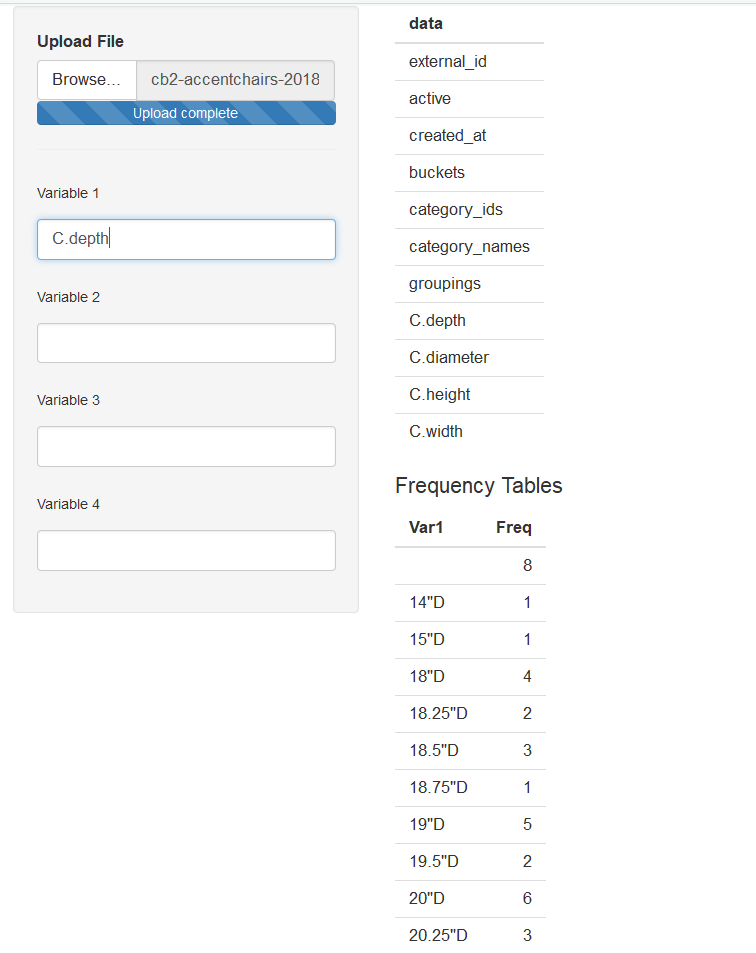 Upload File
Browse... cb2-accentchairs-2018
Upload complete
Variable 1
C.depth
Variable 2
Variable 3
Variable 4
data
external_id
active
created_at
buckets
category_ids
category_names
groupings
C.depth
C.diameter
C.height
C.width
Frequency Tables
Var1 Freq
8
14"D 1
15"D 1
18"D 4
18.25"D 2
18.5"D 3
18.75"D 1
19"D 5
19.5"D 2
20"D 6
20.25"D 3